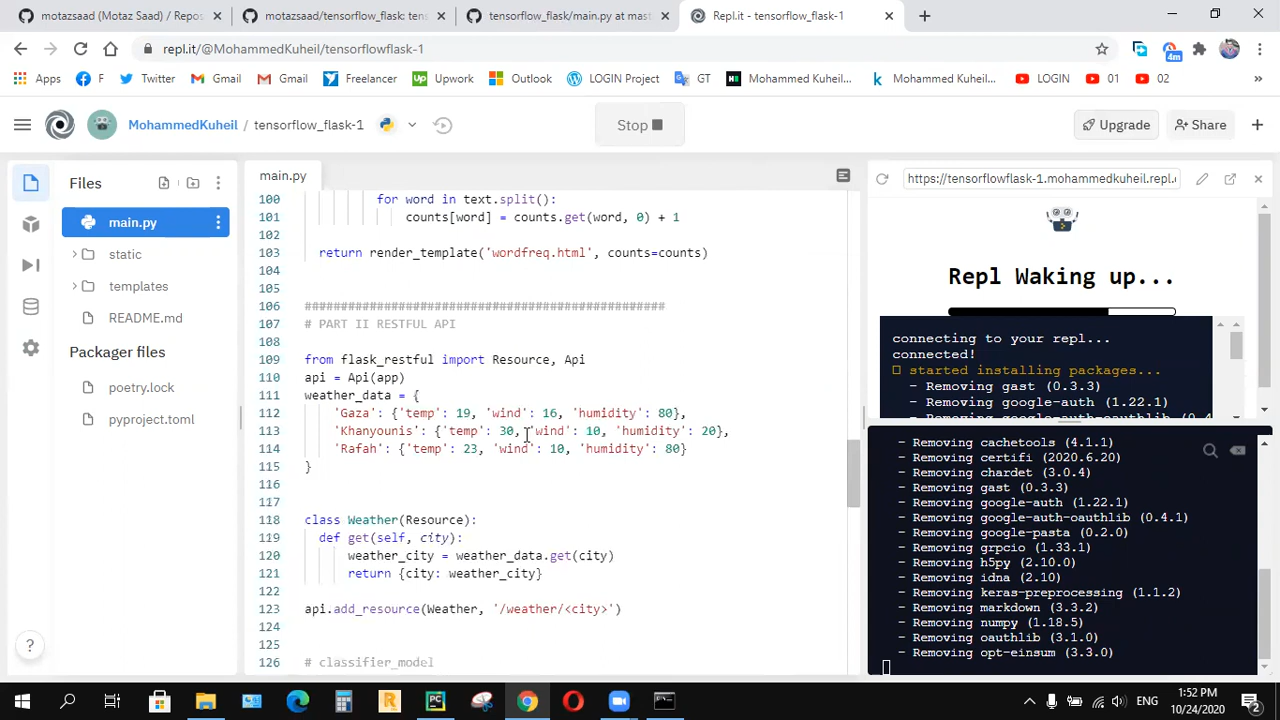 motazsaad (Motaz Saad) / Repos
motazsaad/tensorflow_flask: tens
tensorflow_flask/main.py at mast
Repl.it - tensorflow_flask-1
repl.it/@MohammedKuheil/tensorflowflask-1
4m
Apps
F
Twitter
Gmail
Gmail
Freelancer
Up
Upwork
Outlook
LOGIN Project
GT
Mohammed Kuheil...
k
Mohammed Kuheil...
LOGIN
01
02
»
MohammedKuheil
tensorflow_flask-1
Stop
Upgrade
Share
Files
main.py
static
templates
README.md
Packager files
poetry.lock
pyproject.toml
?
main.py
100 for word in text.split():
101 counts[word] = counts.get(word, 0) + 1
102
103 return render_template('wordfreq.html', counts=counts)
104
105
106 ##################################################
107 # PART II RESTFUL API
108
109 from flask_restful import Resource, Api
110 api = Api(app)
111 weather_data = {
112 'Gaza': {'temp': 19, 'wind': 16, 'humidity': 80},
113 'Khanyounis': {'temp': 30, 'wind': 10, 'humidity': 20},
114 'Rafah': {'temp': 23, 'wind': 10, 'humidity': 80}
115 }
116
117
118 class Weather(Resource):
119 def get(self, city):
120 weather_city = weather_data.get(city)
121 return {city: weather_city}
122
123 api.add_resource(Weather, '/weather/<city>')
124
125
126 # classifier_model
https://tensorflowflask-1.mohammedkuheil.repl.
Repl Waking up...
connecting to your repl...
connected!
started installing packages...
- Removing gast (0.3.3)
- Removing google-auth (1.22.1)
- Removing google-auth-oauthlib (0.4
- Removing cachetools (4.1.1)
- Removing certifi (2020.6.20)
- Removing chardet (3.0.4)
- Removing gast (0.3.3)
- Removing google-auth (1.22.1)
- Removing google-auth-oauthlib (0.4.1)
- Removing google-pasta (0.2.0)
- Removing grpcio (1.33.1)
- Removing h5py (2.10.0)
- Removing idna (2.10)
- Removing keras-preprocessing (1.1.2)
- Removing markdown (3.3.2)
- Removing numpy (1.18.5)
- Removing oauthlib (3.1.0)
- Removing opt-einsum (3.3.0)
ENG
1:52 PM
10/24/2020
2